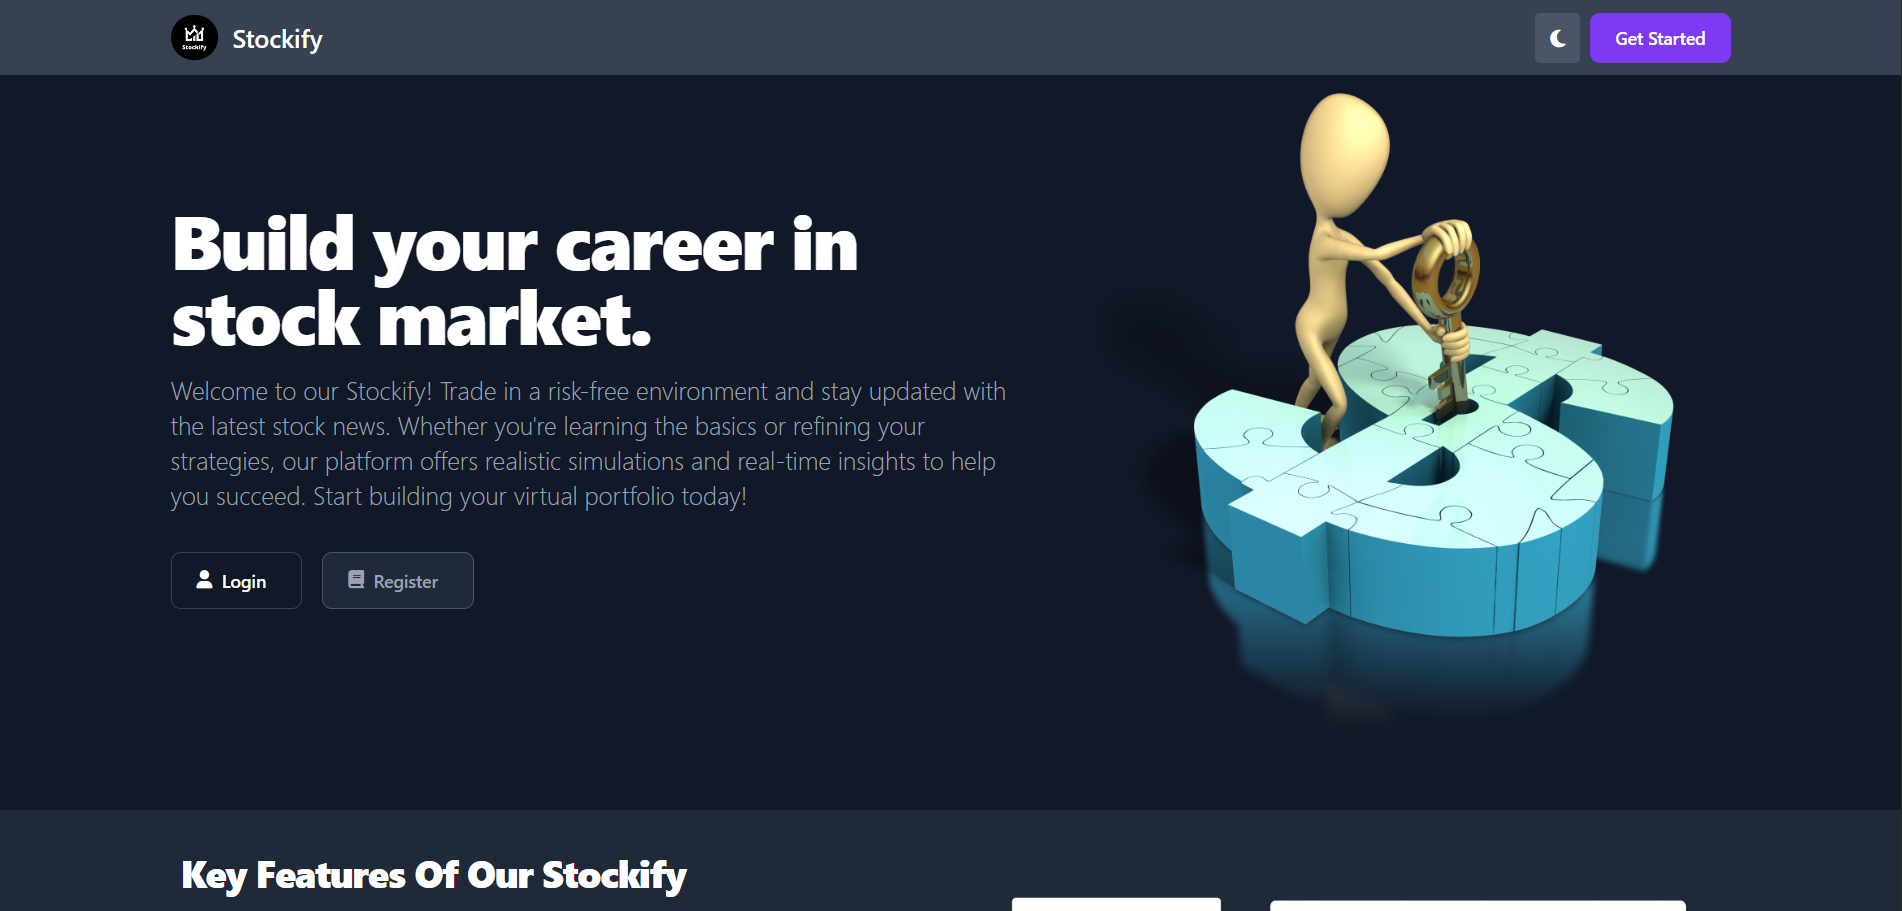 Stockify
Stockify
Get Started
Build your career in
stock market.
Welcome to our Stockify! Trade in a risk-free environment and stay updated with
the latest stock news. Whether you're learning the basics or refining your
strategies, our platform offers realistic simulations and real-time insights to help
you succeed. Start building your virtual portfolio today!
Login
Register
Key Features Of Our Stockify